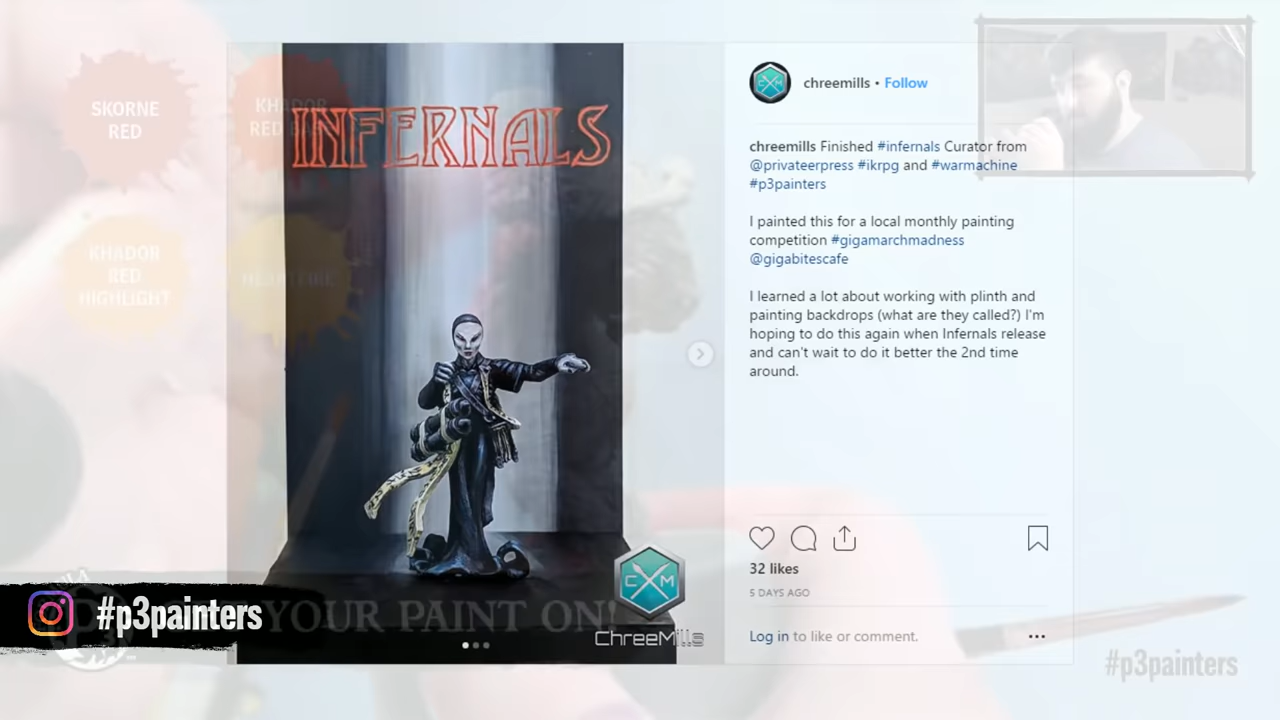 SKORNE
RED
KHADOR
RED BASE
KHADOR
RED
HIGHLIGHT
HEARTFIRE
INFERNALS
chreemills • Follow
chreemills Finished #infernals Curator from
@privateerpress #ikrpg and #warmachine
#p3painters
I painted this for a local monthly painting
competition #gigamarchmadness
@gigabitescafe
I learned a lot about working with plinth and
painting backdrops (what are they called?) I'm
hoping to do this again when Infernals release
and can't wait to do it better the 2nd time
around.
32 likes
5 DAYS AGO
Log in to like or comment.
CM
ChreeMills
YOUR PAINT ON!
#p3painters
#p3painters